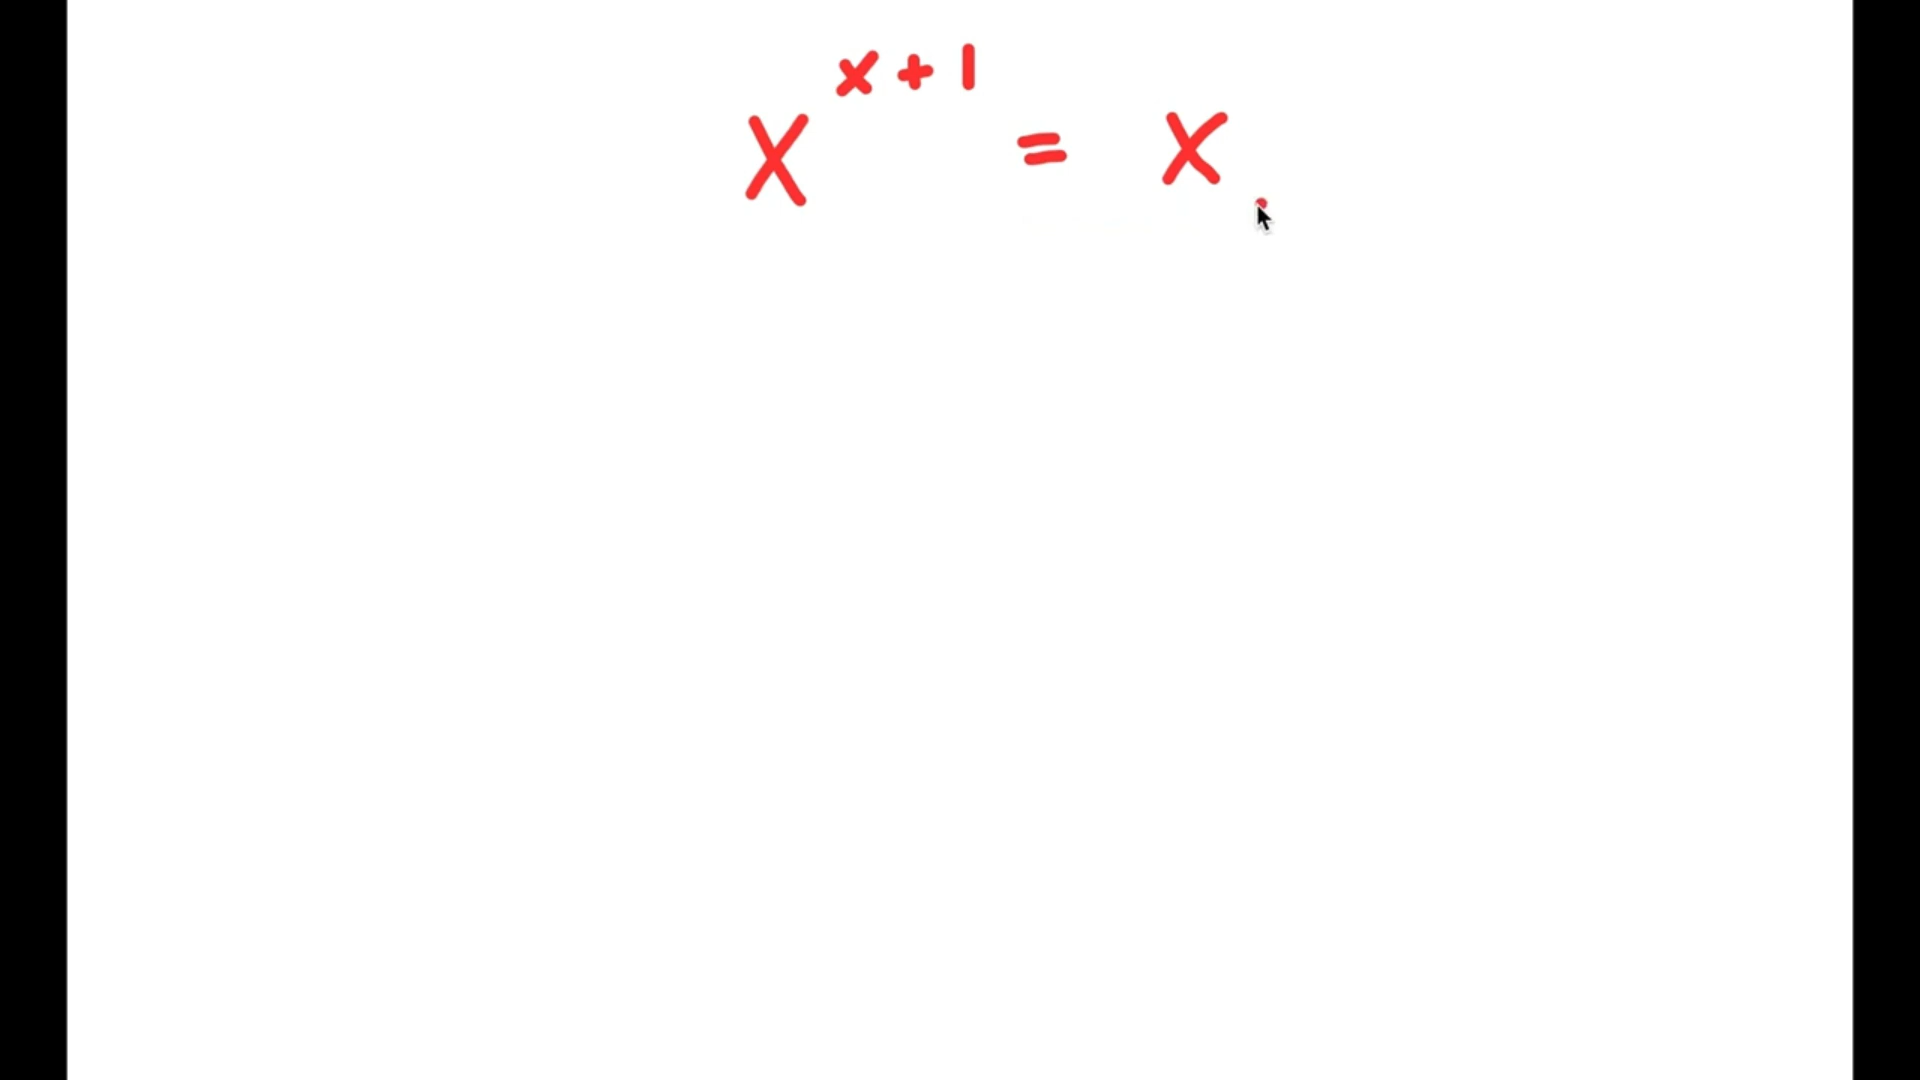 x^{x+1} = x